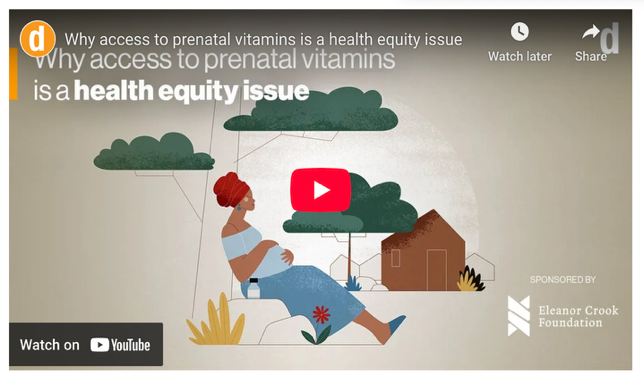 d Why access to prenatal vitamins is a health equity issue
Watch later
Share
d
Why access to prenatal vitamins
is a health equity issue
SPONSORED BY
Eleanor Crook
Foundation
Watch on YouTube